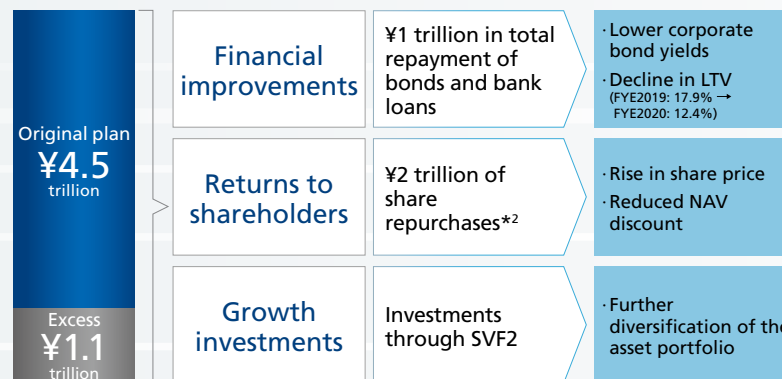 Original plan
¥4.5
trillion
Excess
¥1.1
trillion
Financial
improvements
¥1 trillion in total
repayment of
bonds and bank
loans
· Lower corporate
bond yields
· Decline in LTV
(FYE2019: 17.9% →
FYE2020: 12.4%)
Returns to
shareholders
¥2 trillion of
share
repurchases*2
· Rise in share price
· Reduced NAV
discount
Growth
investments
Investments
through SVF2
· Further
diversification of the
asset portfolio